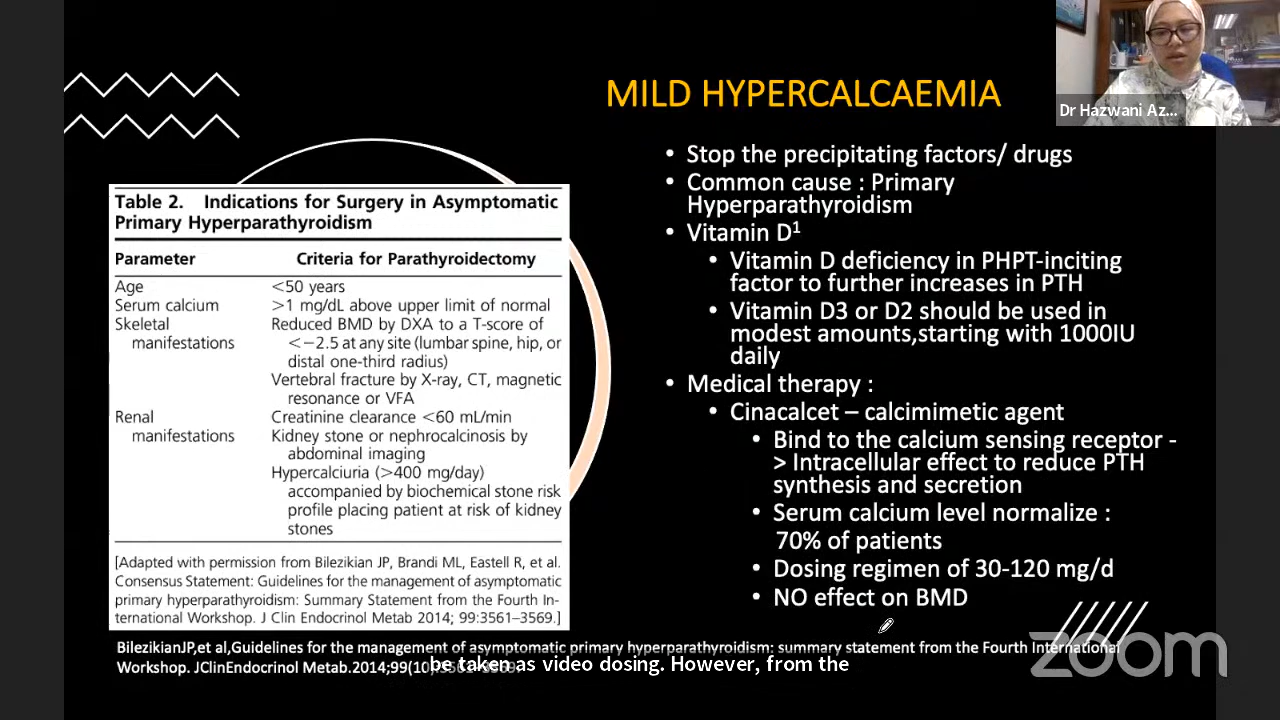 MILD HYPERCALCAEMIA
Dr Hazwani Az...
Table 2. Indications for Surgery in Asymptomatic
Primary Hyperparathyroidism
Parameter Criteria for Parathyroidectomy
Age <50 years
Serum calcium >1 mg/dL above upper limit of normal
Skeletal Reduced BMD by DXA to a T-score of
manifestations <−2.5 at any site (lumbar spine, hip, or
distal one-third radius)
Vertebral fracture by X-ray, CT, magnetic
resonance or VFA
Renal Creatinine clearance <60 mL/min
manifestations Kidney stone or nephrocalcinosis by
abdominal imaging
Hypercalciuria (>400 mg/day)
accompanied by biochemical stone risk
profile placing patient at risk of kidney
stones
[Adapted with permission from Bilezikian JP, Brandi ML, Eastell R, et al.
Consensus Statement: Guidelines for the management of asymptomatic
primary hyperparathyroidism: Summary Statement from the Fourth In-
ternational Workshop. J Clin Endocrinol Metab 2014; 99:3561–3569.]
• Stop the precipitating factors/ drugs
• Common cause : Primary
Hyperparathyroidism
• Vitamin D¹
• Vitamin D deficiency in PHPT-inciting
factor to further increases in PTH
• Vitamin D3 or D2 should be used in
modest amounts,starting with 1000IU
daily
• Medical therapy :
• Cinacalcet – calcimimetic agent
• Bind to the calcium sensing receptor -
> Intracellular effect to reduce PTH
synthesis and secretion
• Serum calcium level normalize :
70% of patients
• Dosing regimen of 30-120 mg/d
• NO effect on BMD
BilezikianJP,et al,Guidelines for the management of asymptomatic primary hyperparathyroidism: summary statement from the Fourth International
Workshop. JClinEndocrinol Metab.2014;99(10):3561-3569.
be taken as video dosing. However, from the
zoom